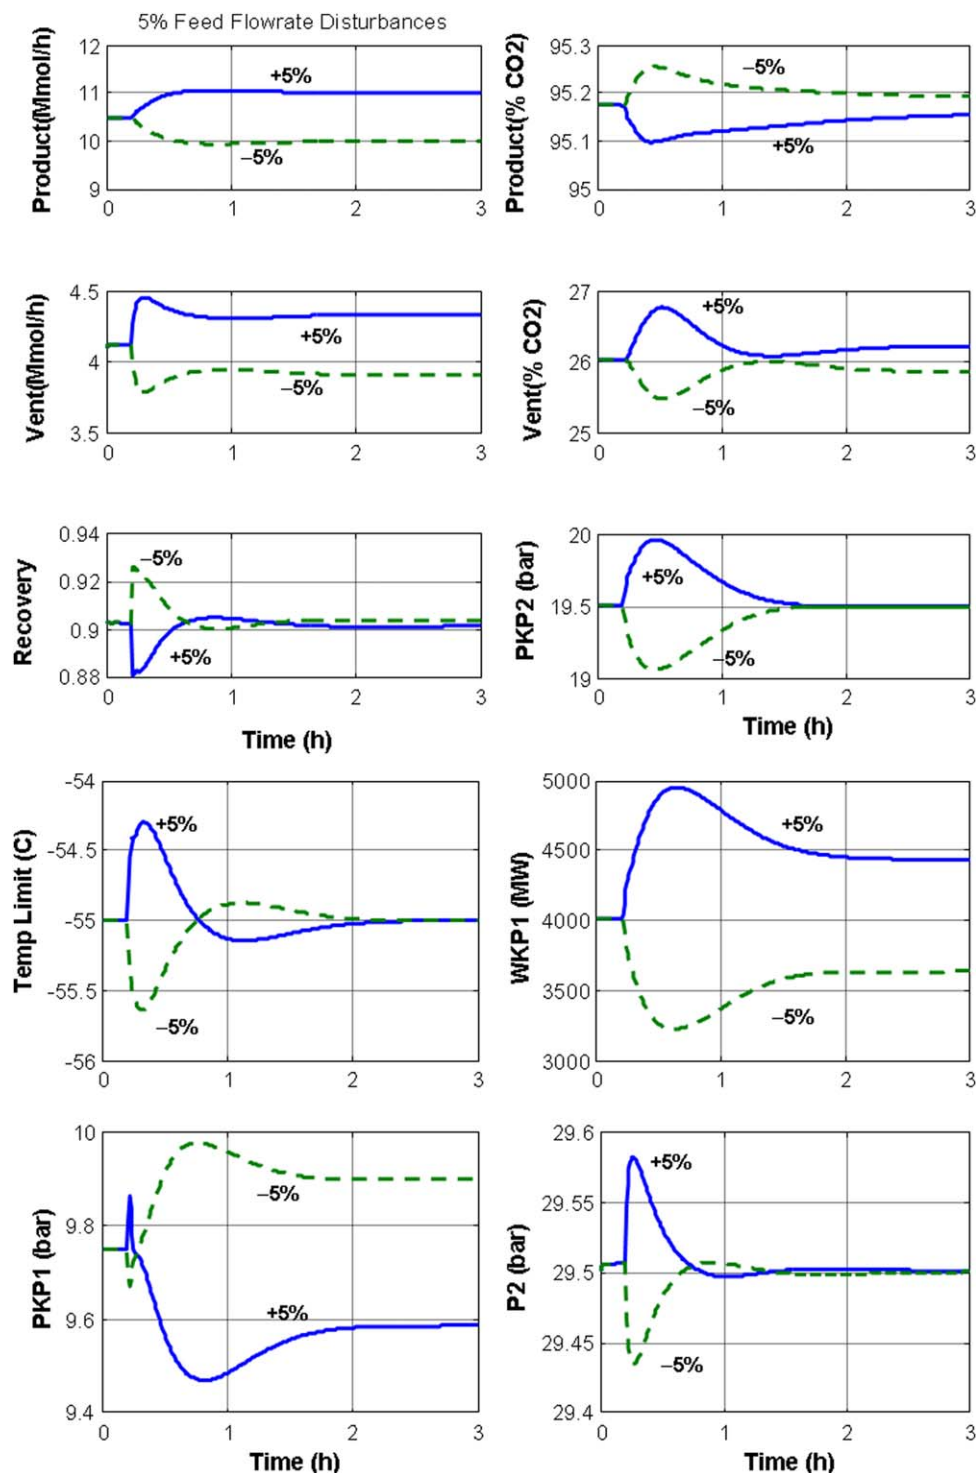 5% Feed Flowrate Disturbances
Product(Mmol/h)
12
11
10
9
+5%
−5%
0 1 2 3
Product(% CO2)
95.3
95.2
95.1
95
−5%
+5%
0 1 2 3
Vent(Mmol/h)
4.5
4
3.5
+5%
−5%
0 1 2 3
Vent(% CO2)
27
26
25
+5%
−5%
0 1 2 3
Recovery
0.94
0.92
0.9
0.88
−5%
+5%
0 1 2 3
Time (h)
PKP2 (bar)
20
19.5
19
+5%
−5%
0 1 2 3
Time (h)
Temp Limit (C)
-54
-54.5
-55
-55.5
-56
+5%
−5%
0 1 2 3
WKP1 (MW)
5000
4500
4000
3500
3000
+5%
−5%
0 1 2 3
PKP1 (bar)
10
9.8
9.6
9.4
−5%
+5%
0 1 2 3
Time (h)
P2 (bar)
29.6
29.55
29.5
29.45
29.4
+5%
−5%
0 1 2 3
Time (h)